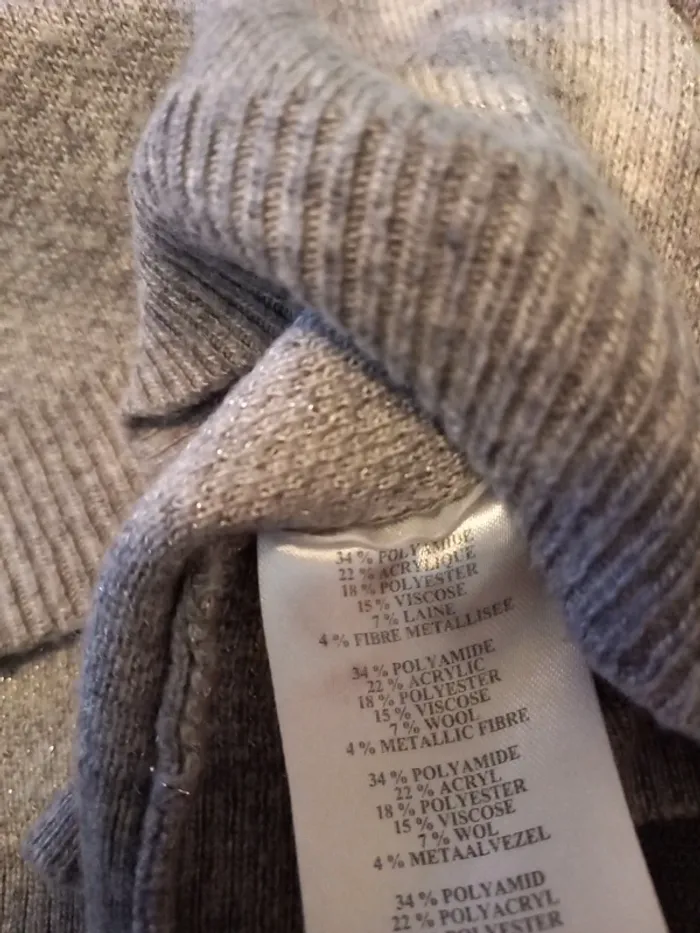 34 % POLYAMIDE
22 % ACRYLIQUE
18 % POLYESTER
15 % VISCOSE
7 % LAINE
4 % FIBRE METALLISEE
34 % POLYAMIDE
22 % ACRYLIC
18 % POLYESTER
15 % VISCOSE
7 % WOOL
4 % METALLIC FIBRE
34 % POLYAMIDE
22 % ACRYL
18 % POLYESTER
15 % VISCOSE
7 % WOL
4 % METAALVEZEL
34 % POLYAMID
22 % POLYACRYL
POLYESTER